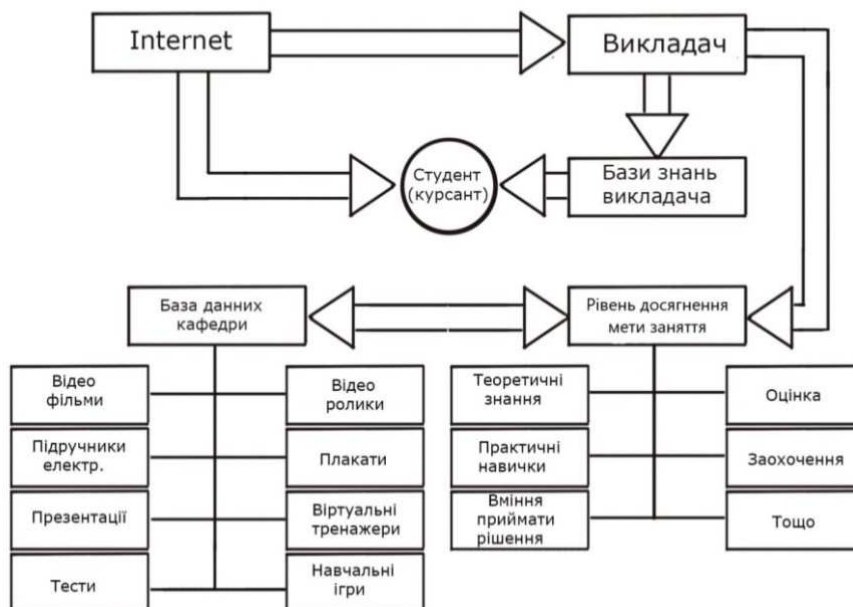 Internet
Викладач
Студент
(курсант)
Бази знань
викладача
База данних
кафедри
Рівень досягнення
мети заняття
Відео
фільми
Відео
ролики
Підручники
електр.
Плакати
Презентації
Віртуальні
тренажери
Тести
Навчальні
ігри
Теоретичні
знання
Оцінка
Практичні
навички
Заохочення
Вміння
приймати
рішення
Тощо